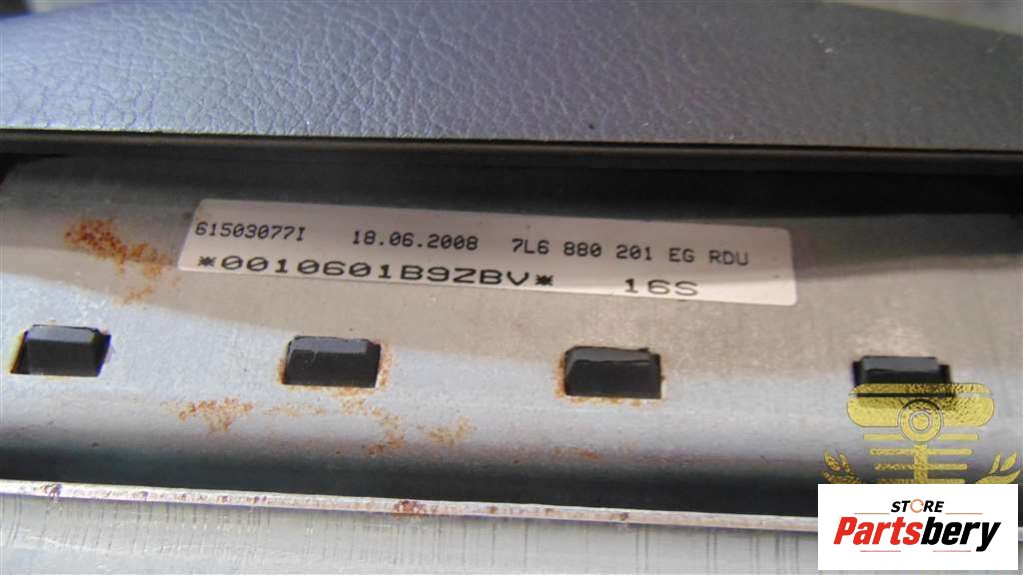 61503077I 18.06.2008 7L6 880 201 EG RDU
*0010601B9ZBV* 16S
STORE
Partsbery